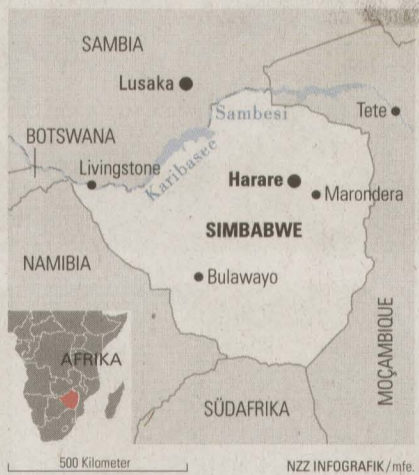 SAMBIA
Lusaka
Sambesi
Tete
BOTSWANA
Livingstone
Karibasee
Harare
Marondera
SIMBABWE
NAMIBIA
Bulawayo
MOÇAMBIQUE
AFRIKA
SÜDAFRIKA
500 Kilometer
NZZ INFOGRAFIK/mfe.